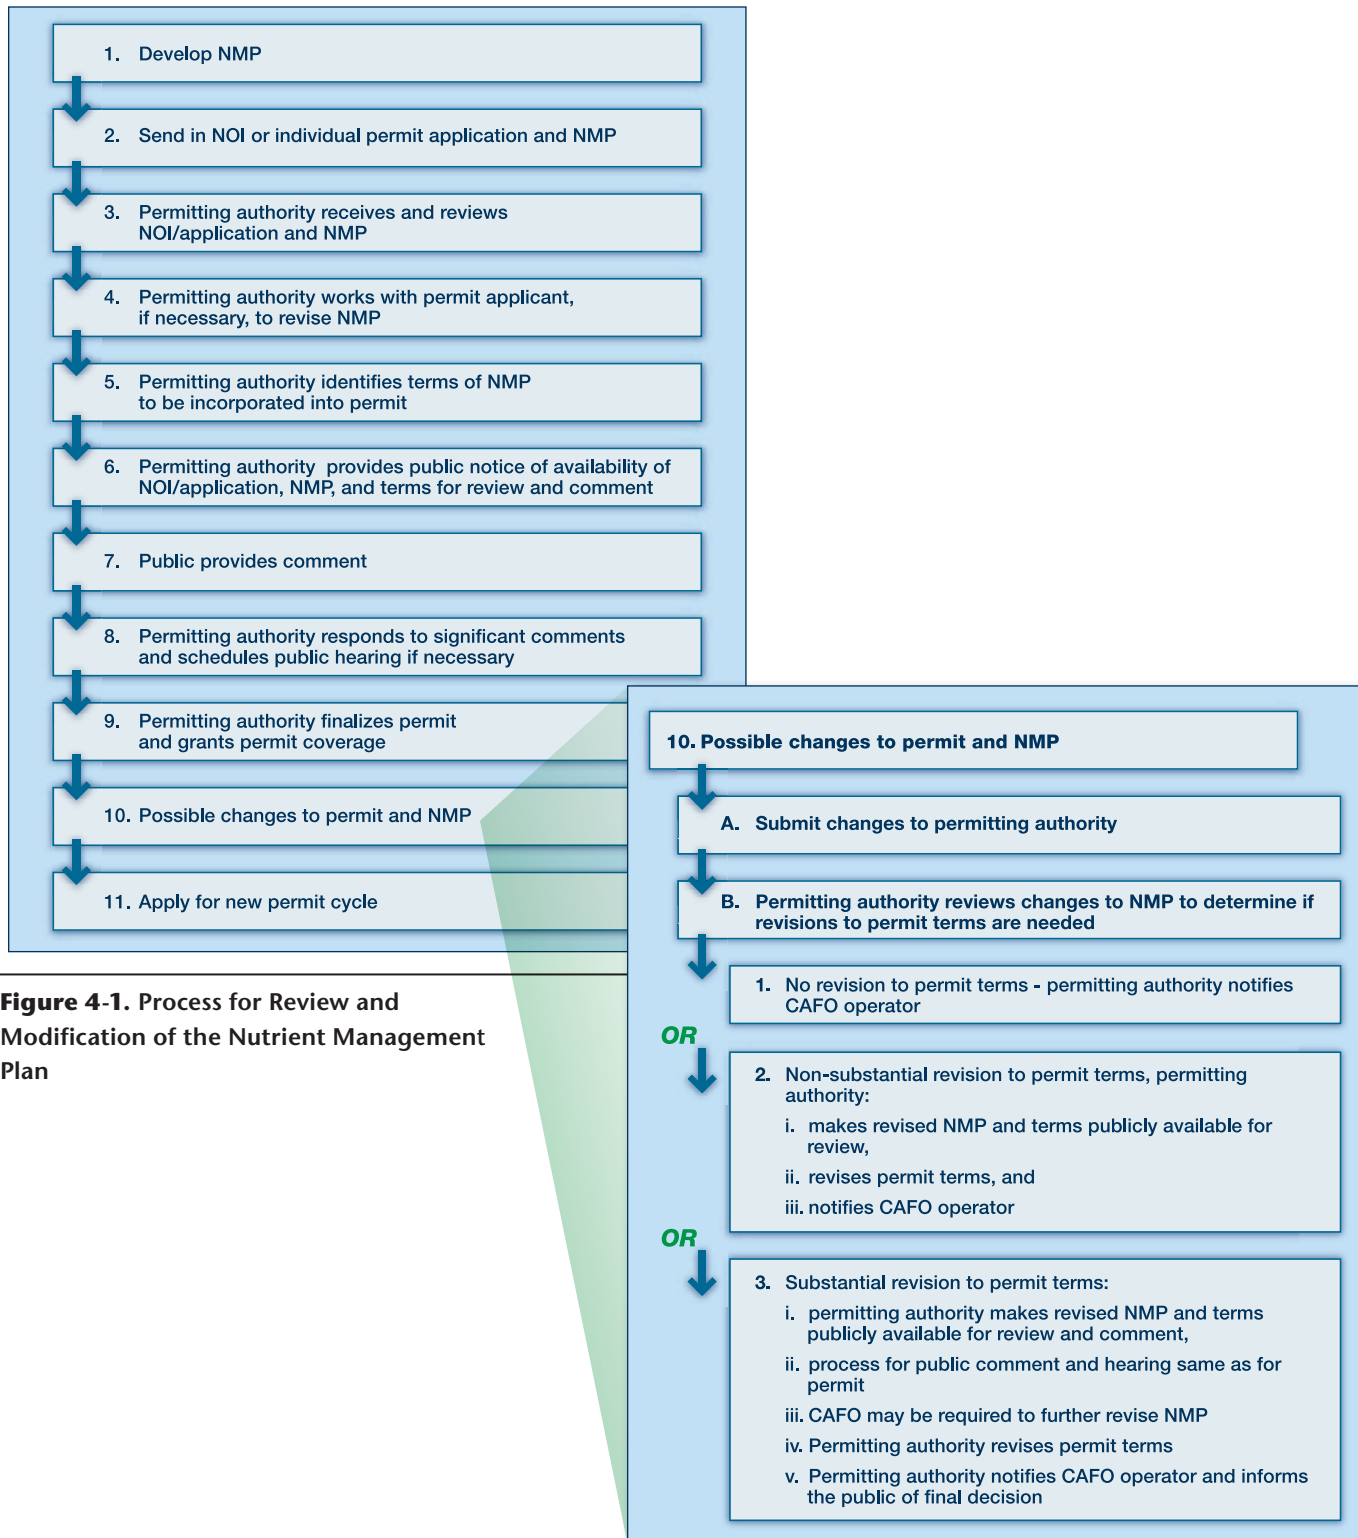 1. Develop NMP
2. Send in NOI or individual permit application and NMP
3. Permitting authority receives and reviews
NOI/application and NMP
4. Permitting authority works with permit applicant,
if necessary, to revise NMP
5. Permitting authority identifies terms of NMP
to be incorporated into permit
6. Permitting authority provides public notice of availability of
NOI/application, NMP, and terms for review and comment
7. Public provides comment
8. Permitting authority responds to significant comments
and schedules public hearing if necessary
9. Permitting authority finalizes permit
and grants permit coverage
10. Possible changes to permit and NMP
11. Apply for new permit cycle
Figure 4-1. Process for Review and
Modification of the Nutrient Management
Plan
10. Possible changes to permit and NMP
A. Submit changes to permitting authority
B. Permitting authority reviews changes to NMP to determine if
revisions to permit terms are needed
1. No revision to permit terms - permitting authority notifies
CAFO operator
OR
2. Non-substantial revision to permit terms, permitting
authority:
i. makes revised NMP and terms publicly available for
review,
ii. revises permit terms, and
iii. notifies CAFO operator
OR
3. Substantial revision to permit terms:
i. permitting authority makes revised NMP and terms
publicly available for review and comment,
ii. process for public comment and hearing same as for
permit
iii. CAFO may be required to further revise NMP
iv. Permitting authority revises permit terms
v. Permitting authority notifies CAFO operator and informs
the public of final decision